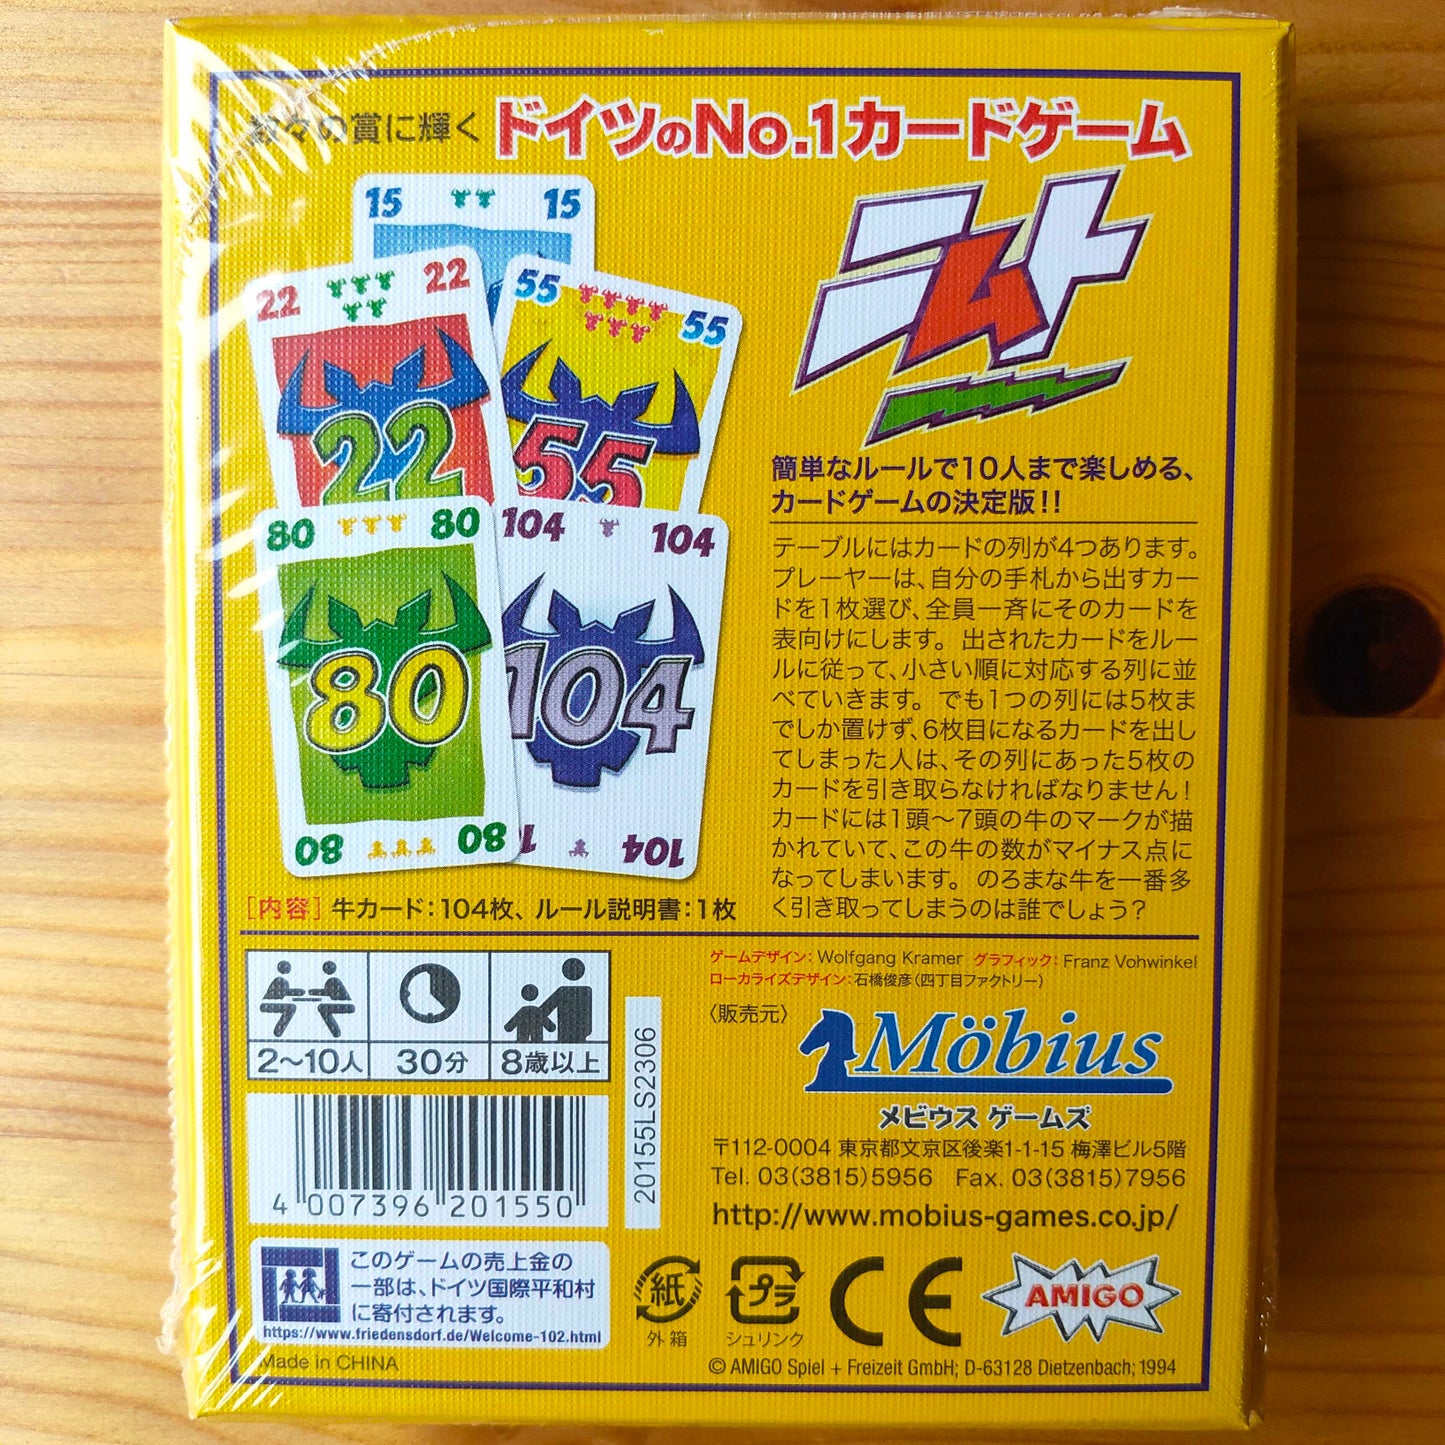 数々の賞に輝く ドイツのNo.1カードゲーム
15 15
22 22
55 55
22
55
80 80
104 104
80
104
80 80
104
ニムト
簡単なルールで10人まで楽しめる、
カードゲームの決定版!!
テーブルにはカードの列が4つあります。
プレーヤーは、自分の手札から出すカー
ドを1枚選び、全員一斉にそのカードを
表向けにします。出されたカードをルー
ルに従って、小さい順に対応する列に並
べていきます。でも1つの列には5枚ま
でしか置けず、6枚目になるカードを出し
てしまった人は、その列にあった5枚の
カードを引き取らなければなりません!
カードには1頭〜7頭の牛のマークが描
かれていて、この牛の数がマイナス点に
なってしまいます。のろまな牛を一番多
く引き取ってしまうのは誰でしょう?
[内容] 牛カード:104枚、ルール説明書:1枚
2〜10人 30分 8歳以上
ゲームデザイン: Wolfgang Kramer グラフィック: Franz Vohwinkel
ローカライズデザイン: 石橋俊彦(四丁目ファクトリー)
〈販売元〉
Möbius
メビウス ゲームズ
〒112-0004 東京都文京区後楽1-1-15 梅澤ビル5階
Tel. 03(3815)5956 Fax. 03(3815)7956
http://www.mobius-games.co.jp/
20155LS2306
4 007396 201550
このゲームの売上金の
一部は、ドイツ国際平和村
に寄付されます。
https://www.friedensdorf.de/Welcome-102.html
紙
外箱
プラ
シュリンク
CE
AMIGO
Made in CHINA
© AMIGO Spiel + Freizeit GmbH; D-63128 Dietzenbach; 1994